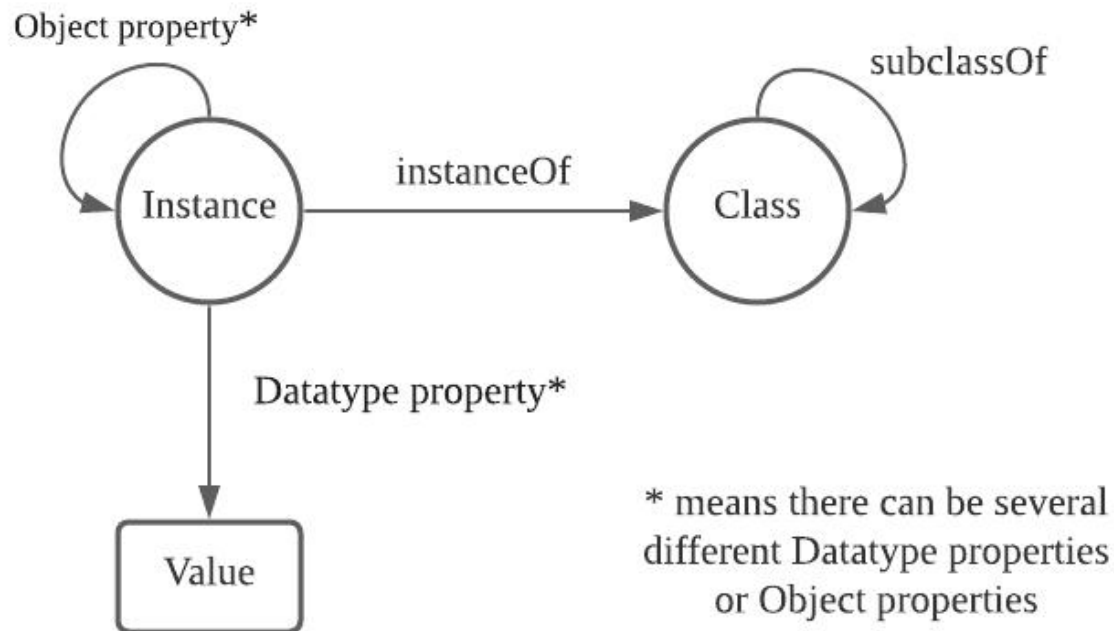 Object property*
subclassOf
instanceOf
Instance
Class
Datatype property*
Value
* means there can be several
different Datatype properties
or Object properties